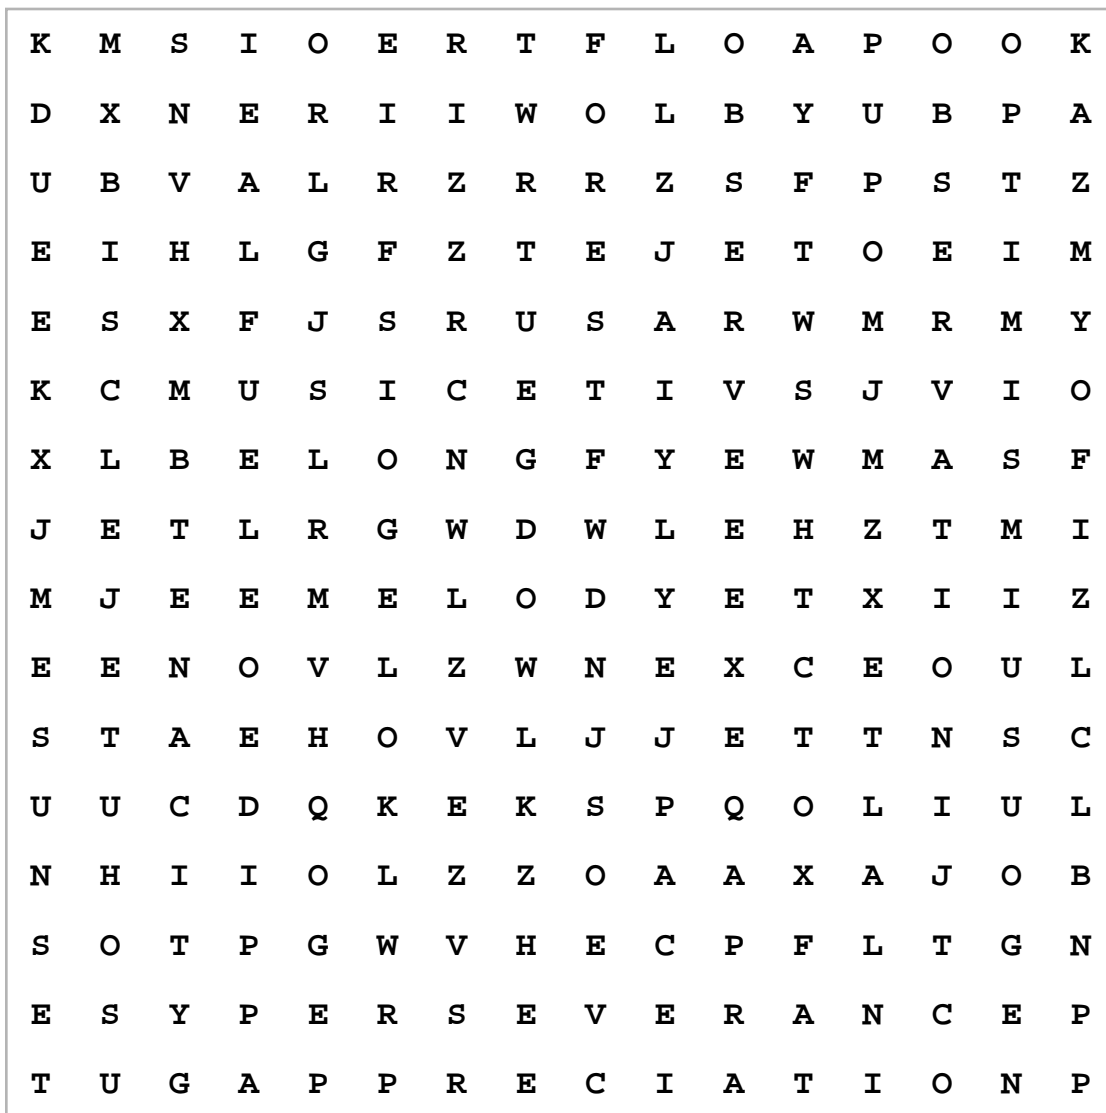 K M S I O E R T F L O A P O O K
D X N E R I I W O L B Y U B P A
U B V A L R Z R R Z S F P S T Z
E I H L G F Z T E J E T O E I M
E S X F J S R U S A R W M R M Y
K C M U S I C E T I V S J V I O
X L B E L O N G F Y E W M A S F
J E T L R G W D W L E H Z T M I
M J E E M E L O D Y E T X I I Z
E E N O V L Z W N E X C E O U L
S T A E H O V L J J E T T N S C
U U C D Q K E K S P Q O L I U L
N H I I O L Z Z O A A X A J O B
S O T P G W V H E C P F L T G N
E S Y P E R S E V E R A N C E P
T U G A P P R E C I A T I O N P